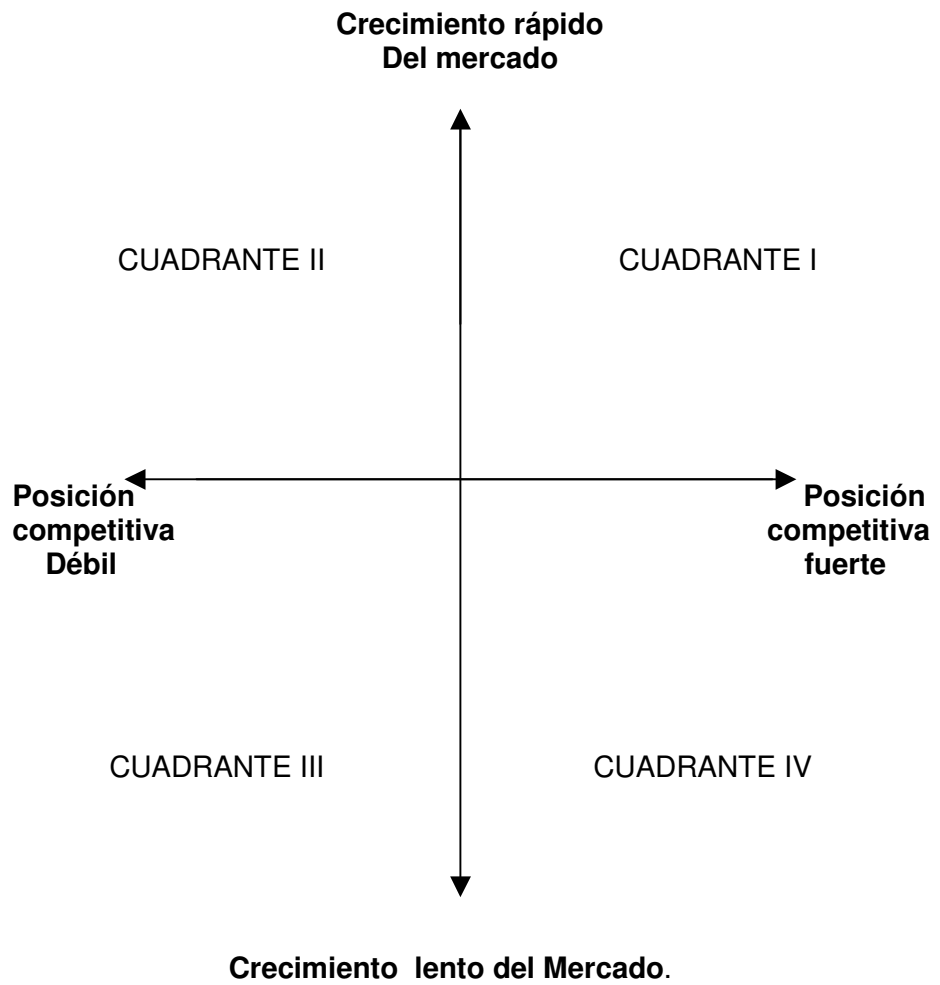 Crecimiento rápido
Del mercado
CUADRANTE II
CUADRANTE I
Posición
competitiva
Débil
Posición
competitiva
fuerte
CUADRANTE III
CUADRANTE IV
Crecimiento  lento del Mercado.